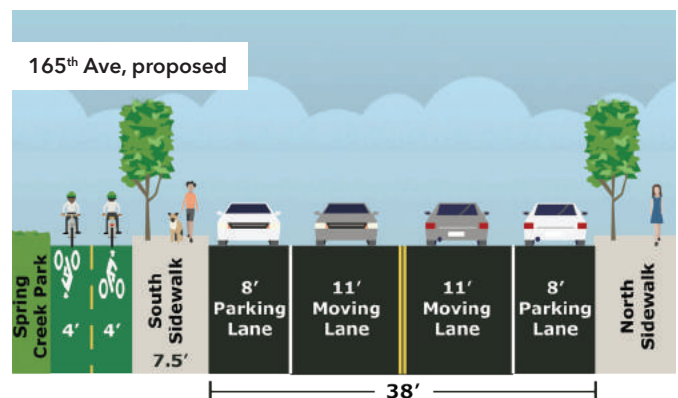 165th Ave, proposed
Spring
Creek Park
4’
4’
South
Sidewalk
7.5’
8’
Parking
Lane
11’
Moving
Lane
11’
Moving
Lane
8’
Parking
Lane
North
Sidewalk
38’